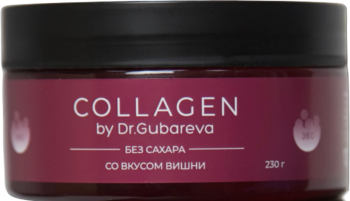 COLLAGEN
by Dr.Gubareva
БЕЗ САХАРА
СО ВКУСОМ ВИШНИ
230 г